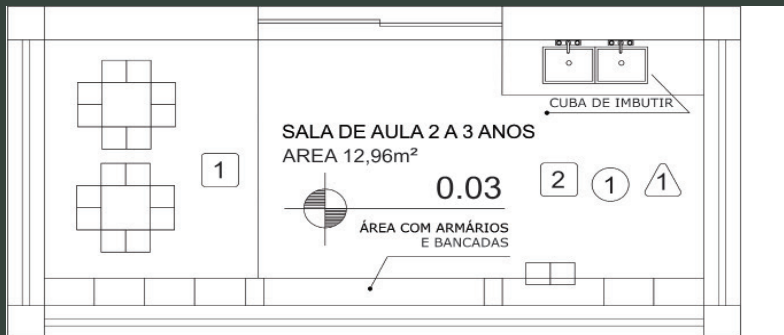 CUBA DE IMBUTIR
SALA DE AULA 2 A 3 ANOS
AREA 12,96m²
1
0.03
2
1
1
ÁREA COM ARMÁRIOS
E BANCADAS